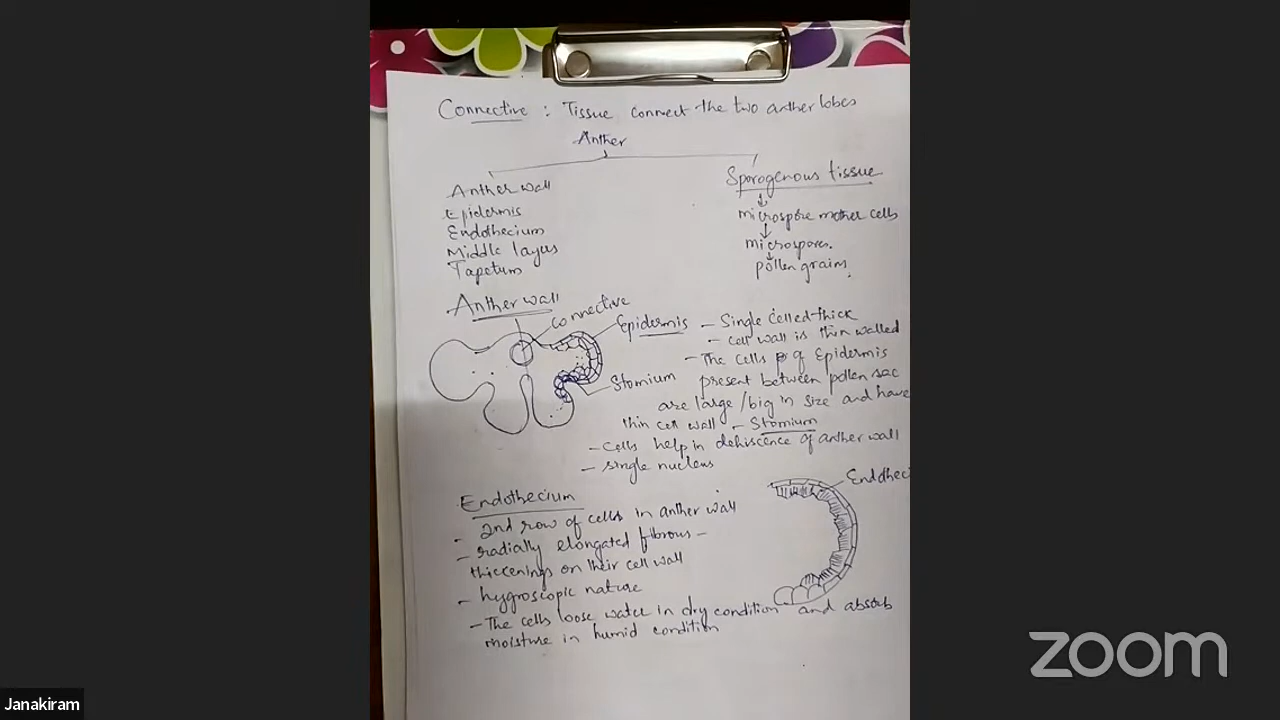 Connective : Tissue connect the two anther lobes
Anther
Anther wall
Epidermis
Endothecium
Middle layers
Tapetum
Sporogenous tissue
↓
microspore mother cells
↓
microspores.
↓
pollen grains.
Anther wall
Connective
Epidermis
Stomium
- Single celled thick
- cell wall is thin walled
- The cells of Epidermis
present between pollen sac
are large /big in size and have
thin cell wall - Stomium
- Cells help in dehiscence of anther wall
- single nucleus
Endothecium
- 2nd row of cells in anther wall
- radially elongated fibrous -
thickenings on their cell wall
- hygroscopic nature
- The cells loose water in dry condition and absorb
moisture in humid condition
Endotheci
zoom
Janakiram